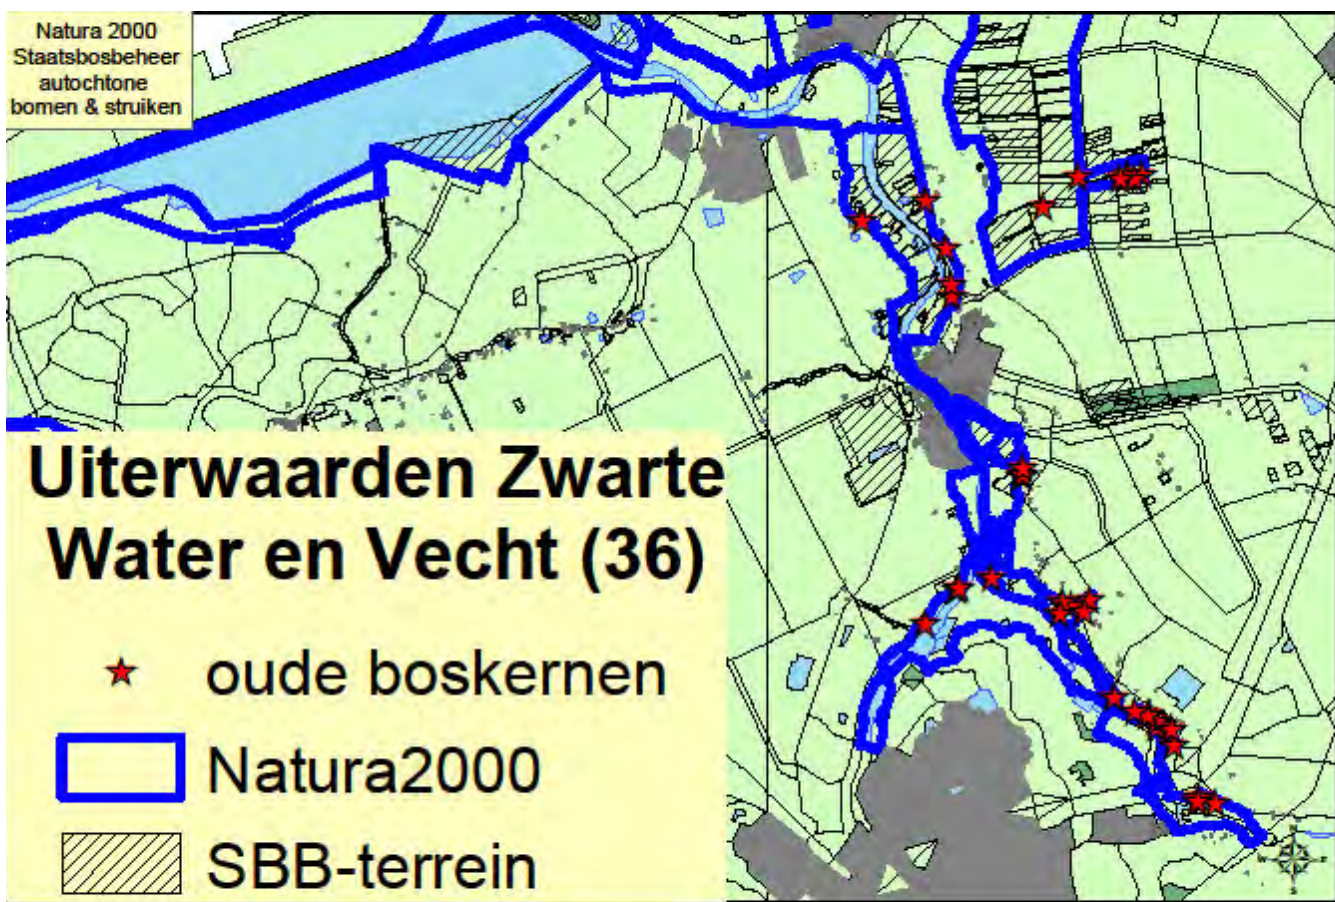 Natura 2000
Staatsbosbeheer
autochtone
bomen & struiken
Uiterwaarden Zwarte
Water en Vecht (36)
oude boskernen
Natura2000
SBB-terrein